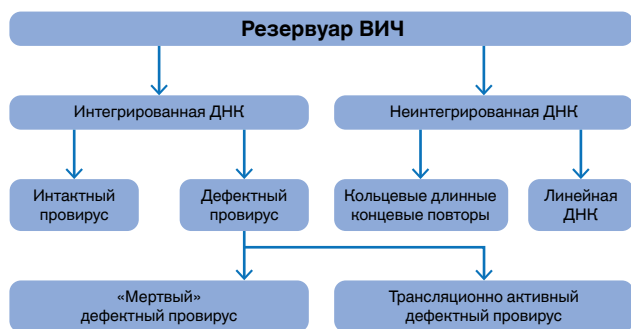 Резервуар ВИЧ
Интегрированная ДНК
Неинтегрированная ДНК
Интактный
провирус
Дефектный
провирус
Кольцевые длинные
концевые повторы
Линейная
ДНК
«Мертвый»
дефектный провирус
Трансляционно активный
дефектный провирус